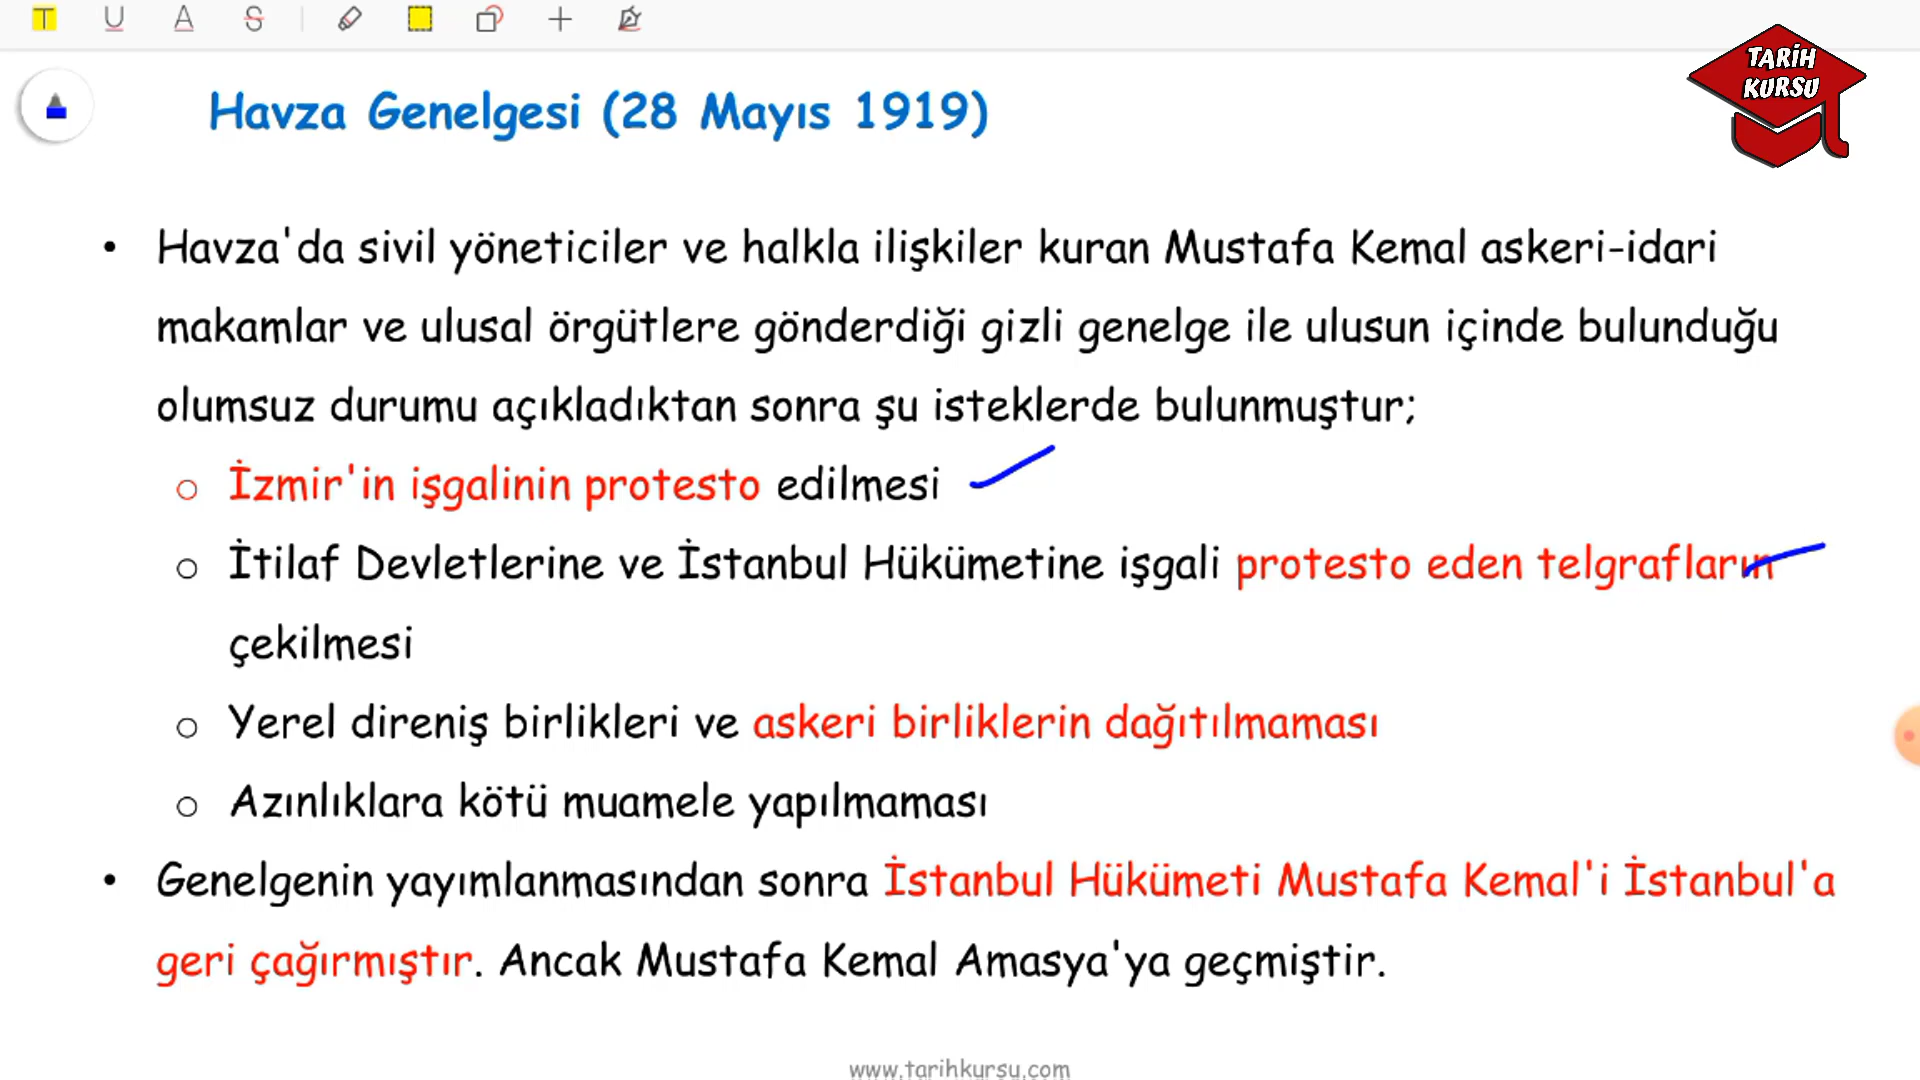 TARİH
KURSU
Havza Genelgesi (28 Mayıs 1919)
• Havza'da sivil yöneticiler ve halkla ilişkiler kuran Mustafa Kemal askeri-idari
makamlar ve ulusal örgütlere gönderdiği gizli genelge ile ulusun içinde bulunduğu
olumsuz durumu açıkladıktan sonra şu isteklerde bulunmuştur;
o İzmir'in işgalinin protesto edilmesi
o İtilaf Devletlerine ve İstanbul Hükümetine işgali protesto eden telgrafların
çekilmesi
o Yerel direniş birlikleri ve askeri birliklerin dağıtılmaması
o Azınlıklara kötü muamele yapılmaması
• Genelgenin yayımlanmasından sonra İstanbul Hükümeti Mustafa Kemal'i İstanbul'a
geri çağırmıştır. Ancak Mustafa Kemal Amasya'ya geçmiştir.
www.tarihkursu.com